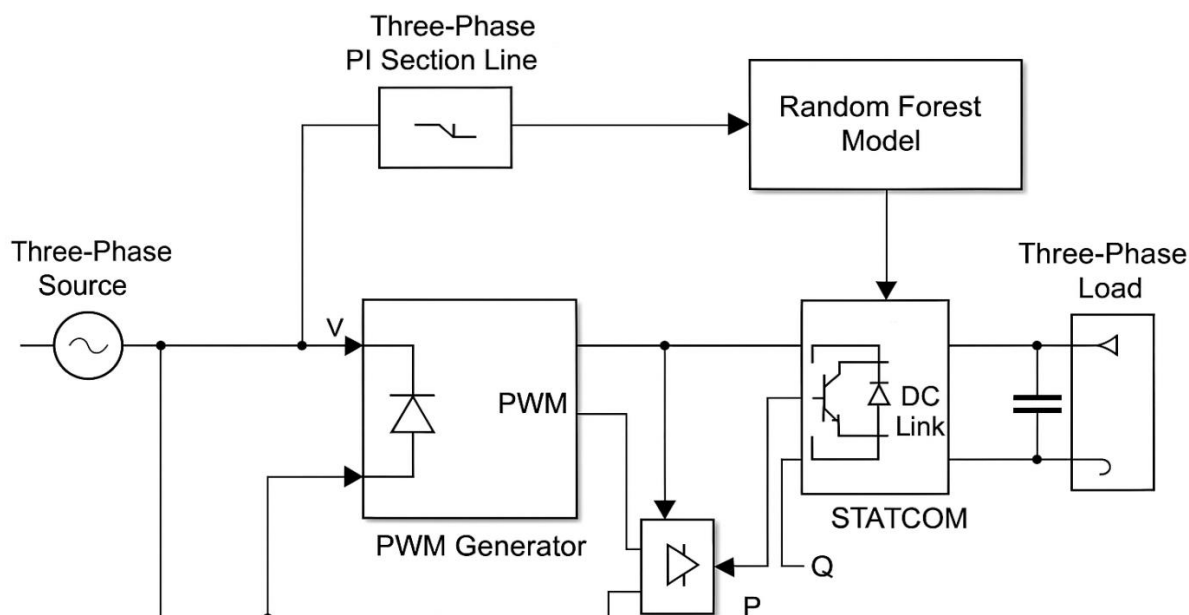 Three-Phase
PI Section Line
Random Forest
Model
Three-Phase
Source
Three-Phase
Load
V
PWM
DC
Link
STATCOM
PWM Generator
Q
P